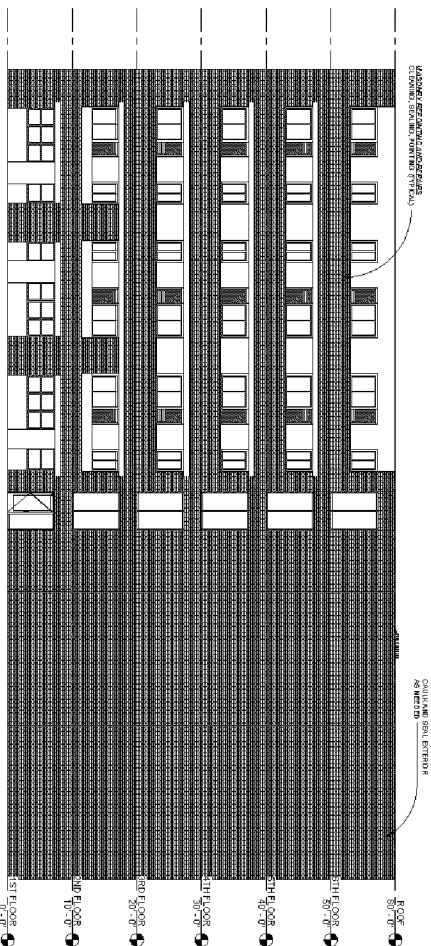 MASONRY REPOINTING AND REPAIRS
CLEANING, SEALING, POINTING (TYPICAL)
CAULK AND SEAL EXTERIOR
AS NEEDED
ROOF
60'-0"
6TH FLOOR
50'-0"
5TH FLOOR
40'-0"
4TH FLOOR
30'-0"
3RD FLOOR
20'-0"
2ND FLOOR
10'-0"
1ST FLOOR
0'-0"